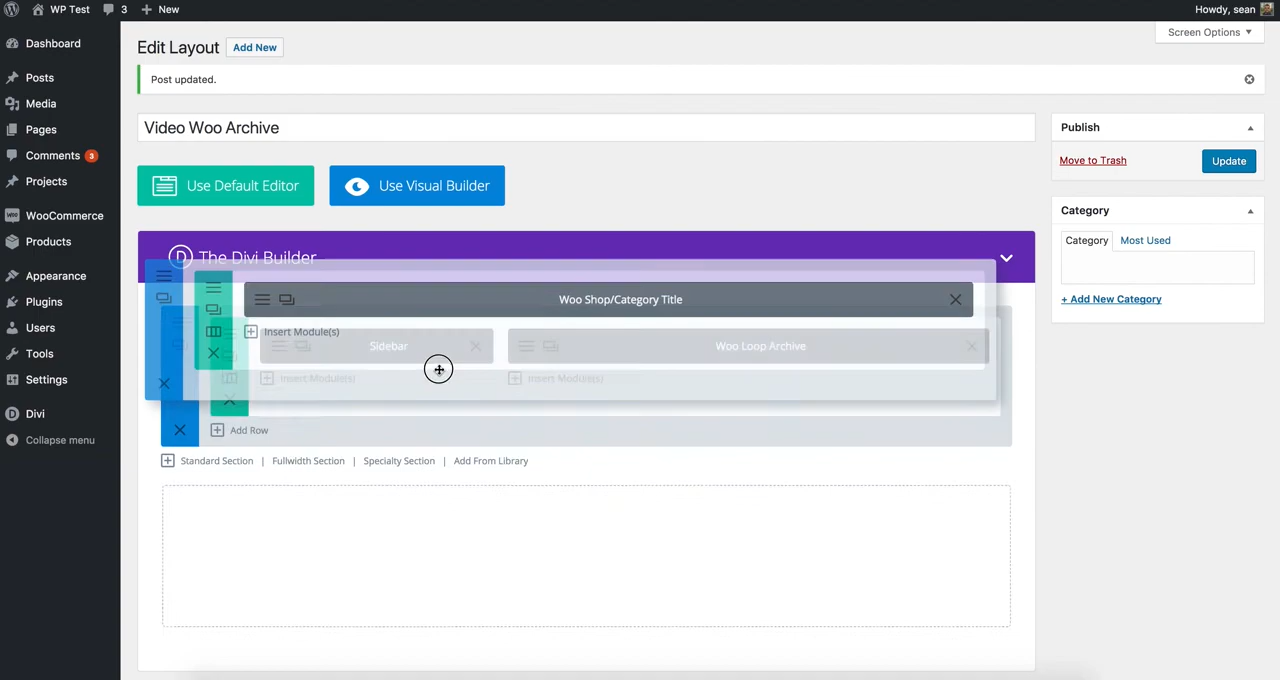 WP Test
3
New
Howdy, sean
Dashboard
Posts
Media
Pages
Comments 3
Projects
WooCommerce
Products
Appearance
Plugins
Users
Tools
Settings
Divi
Collapse menu
Screen Options
Edit Layout
Add New
Post updated.
Video Woo Archive
Use Default Editor
Use Visual Builder
The Divi Builder
Woo Shop/Category Title
Insert Module(s)
Sidebar
Woo Loop Archive
Insert Module(s)
Insert Module(s)
Add Row
Standard Section | Fullwidth Section | Specialty Section | Add From Library
Publish
Move to Trash
Update
Category
Category
Most Used
+ Add New Category